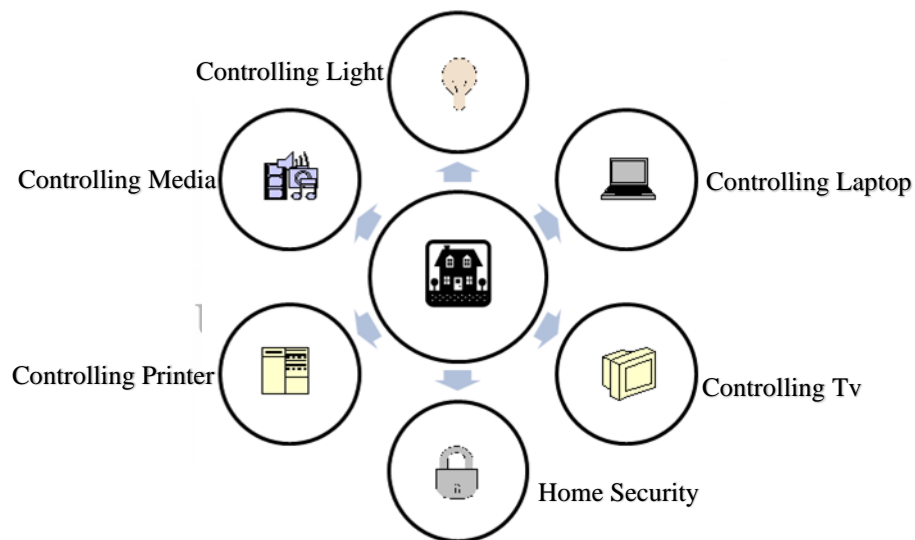 Controlling Light
Controlling Media
Controlling Laptop
Controlling Printer
Controlling Tv
Home Security